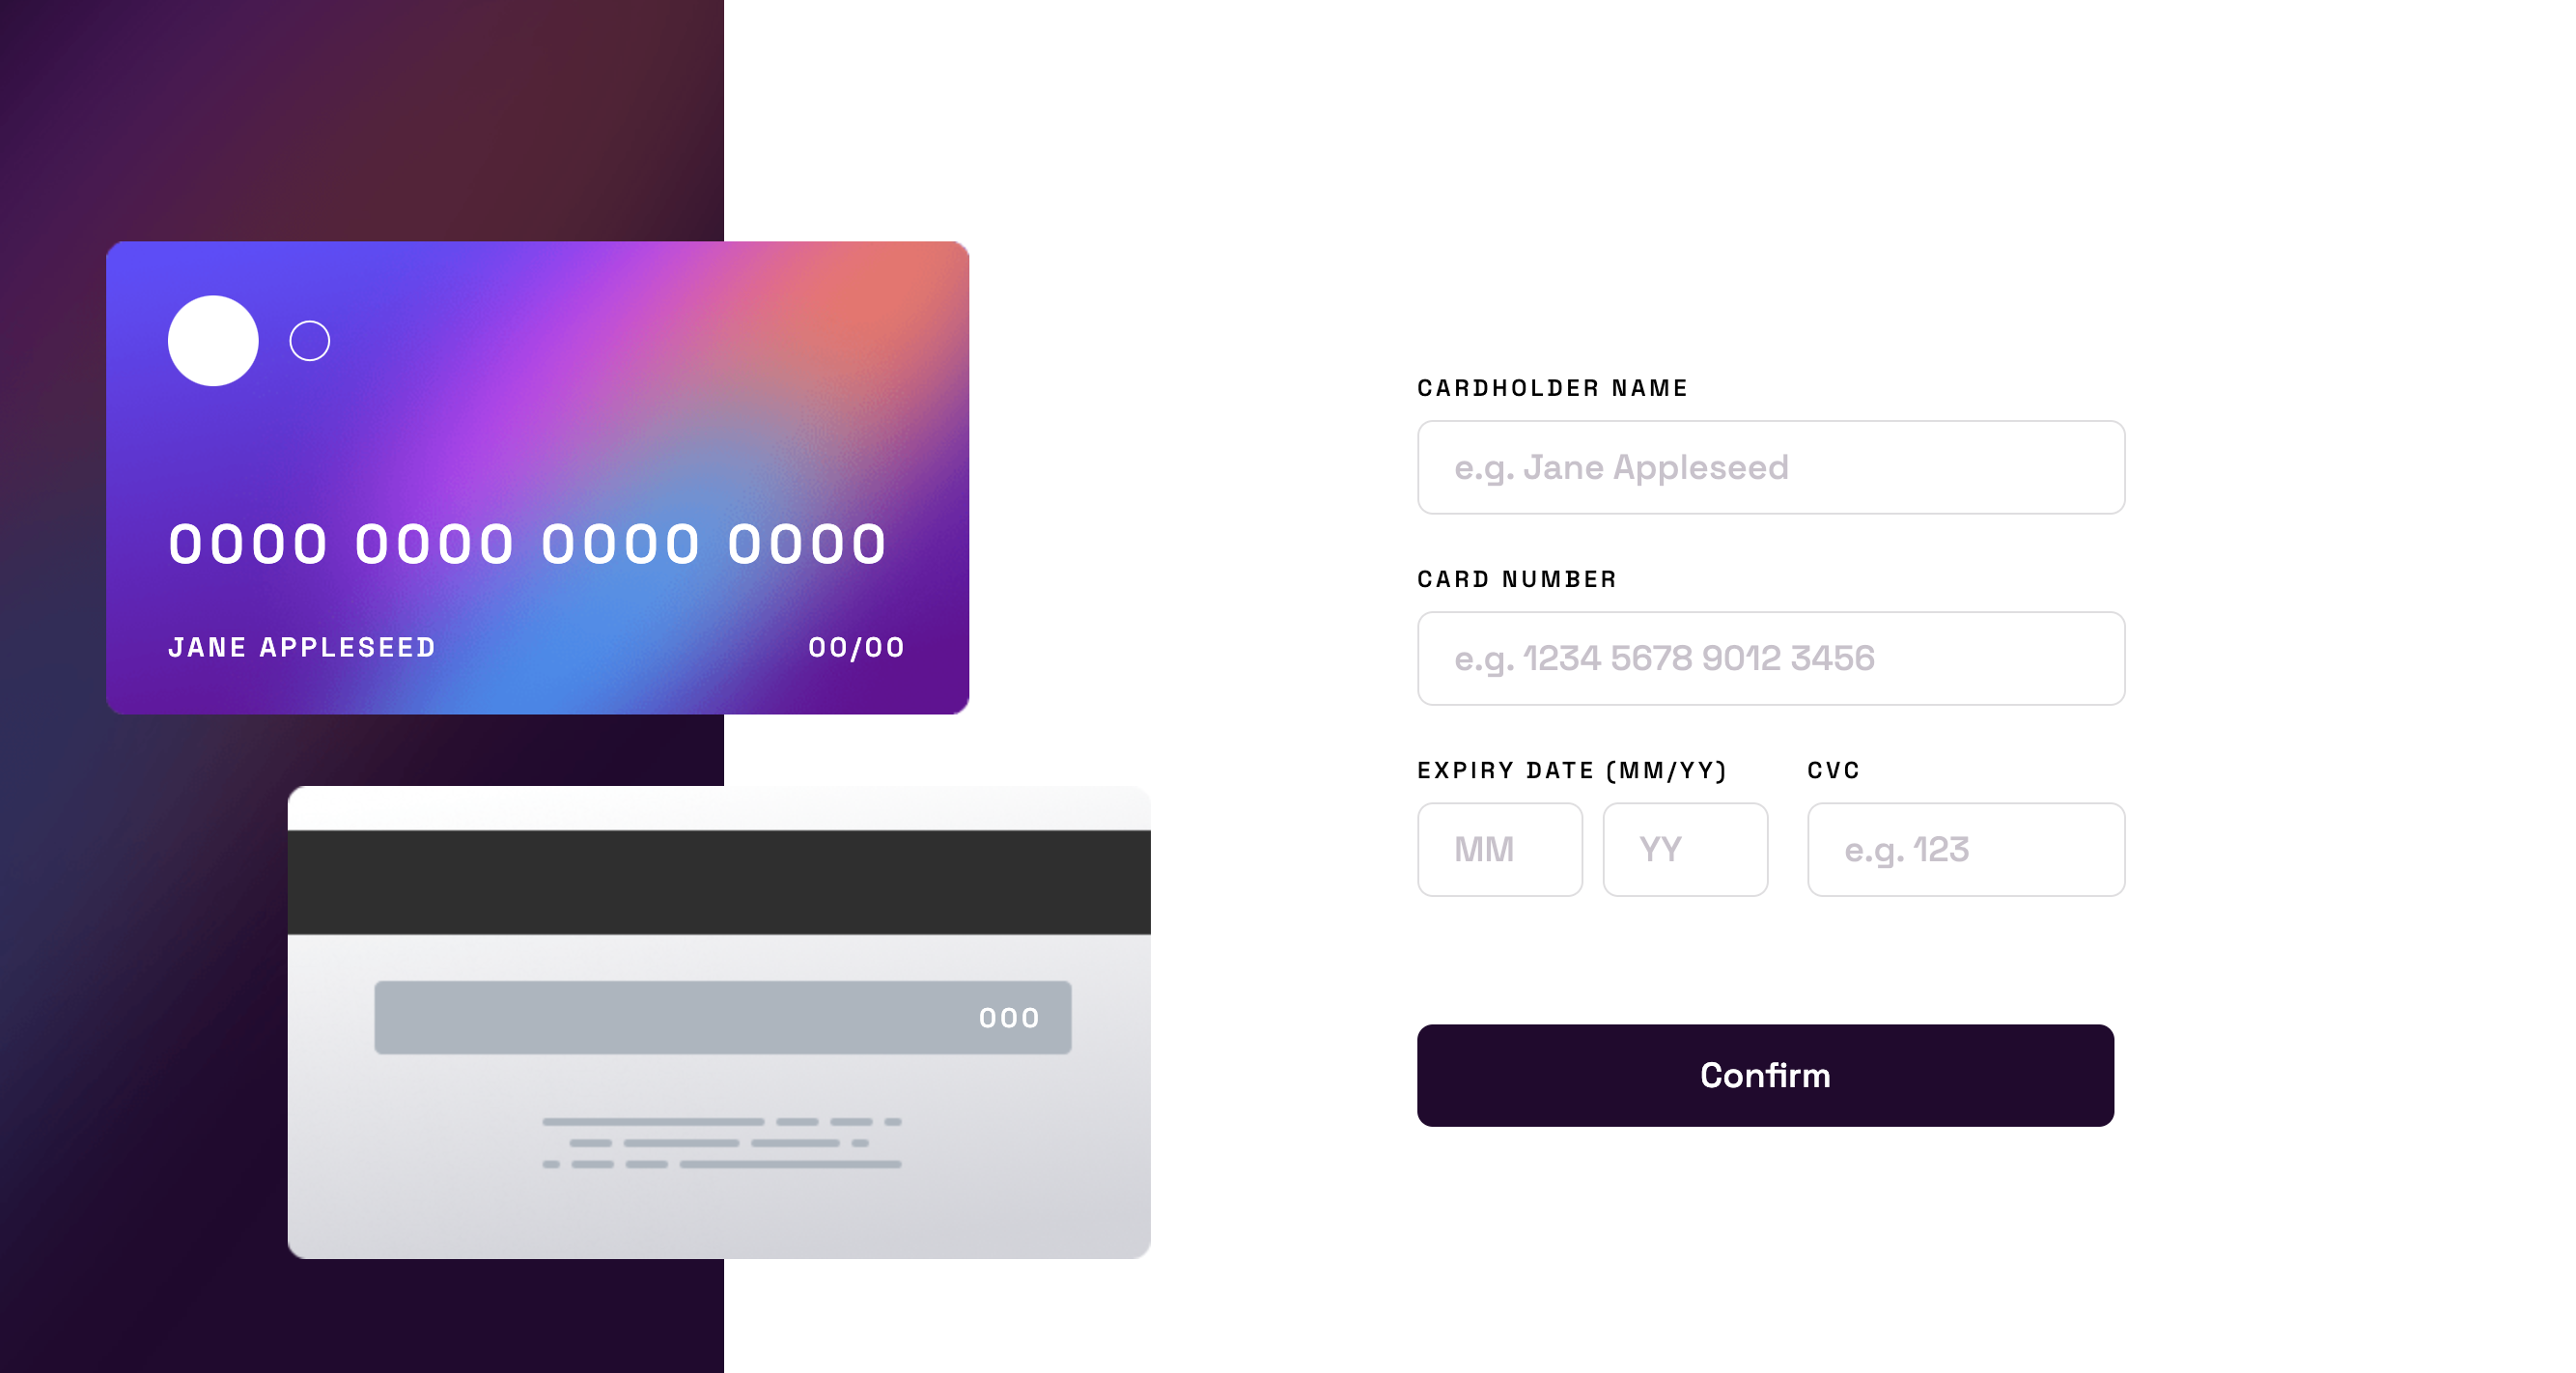 0000 0000 0000 0000
JANE APPLESEED 00/00
000
CARDHOLDER NAME
e.g. Jane Appleseed
CARD NUMBER
e.g. 1234 5678 9012 3456
EXPIRY DATE (MM/YY) CVC
MM YY e.g. 123
Confirm